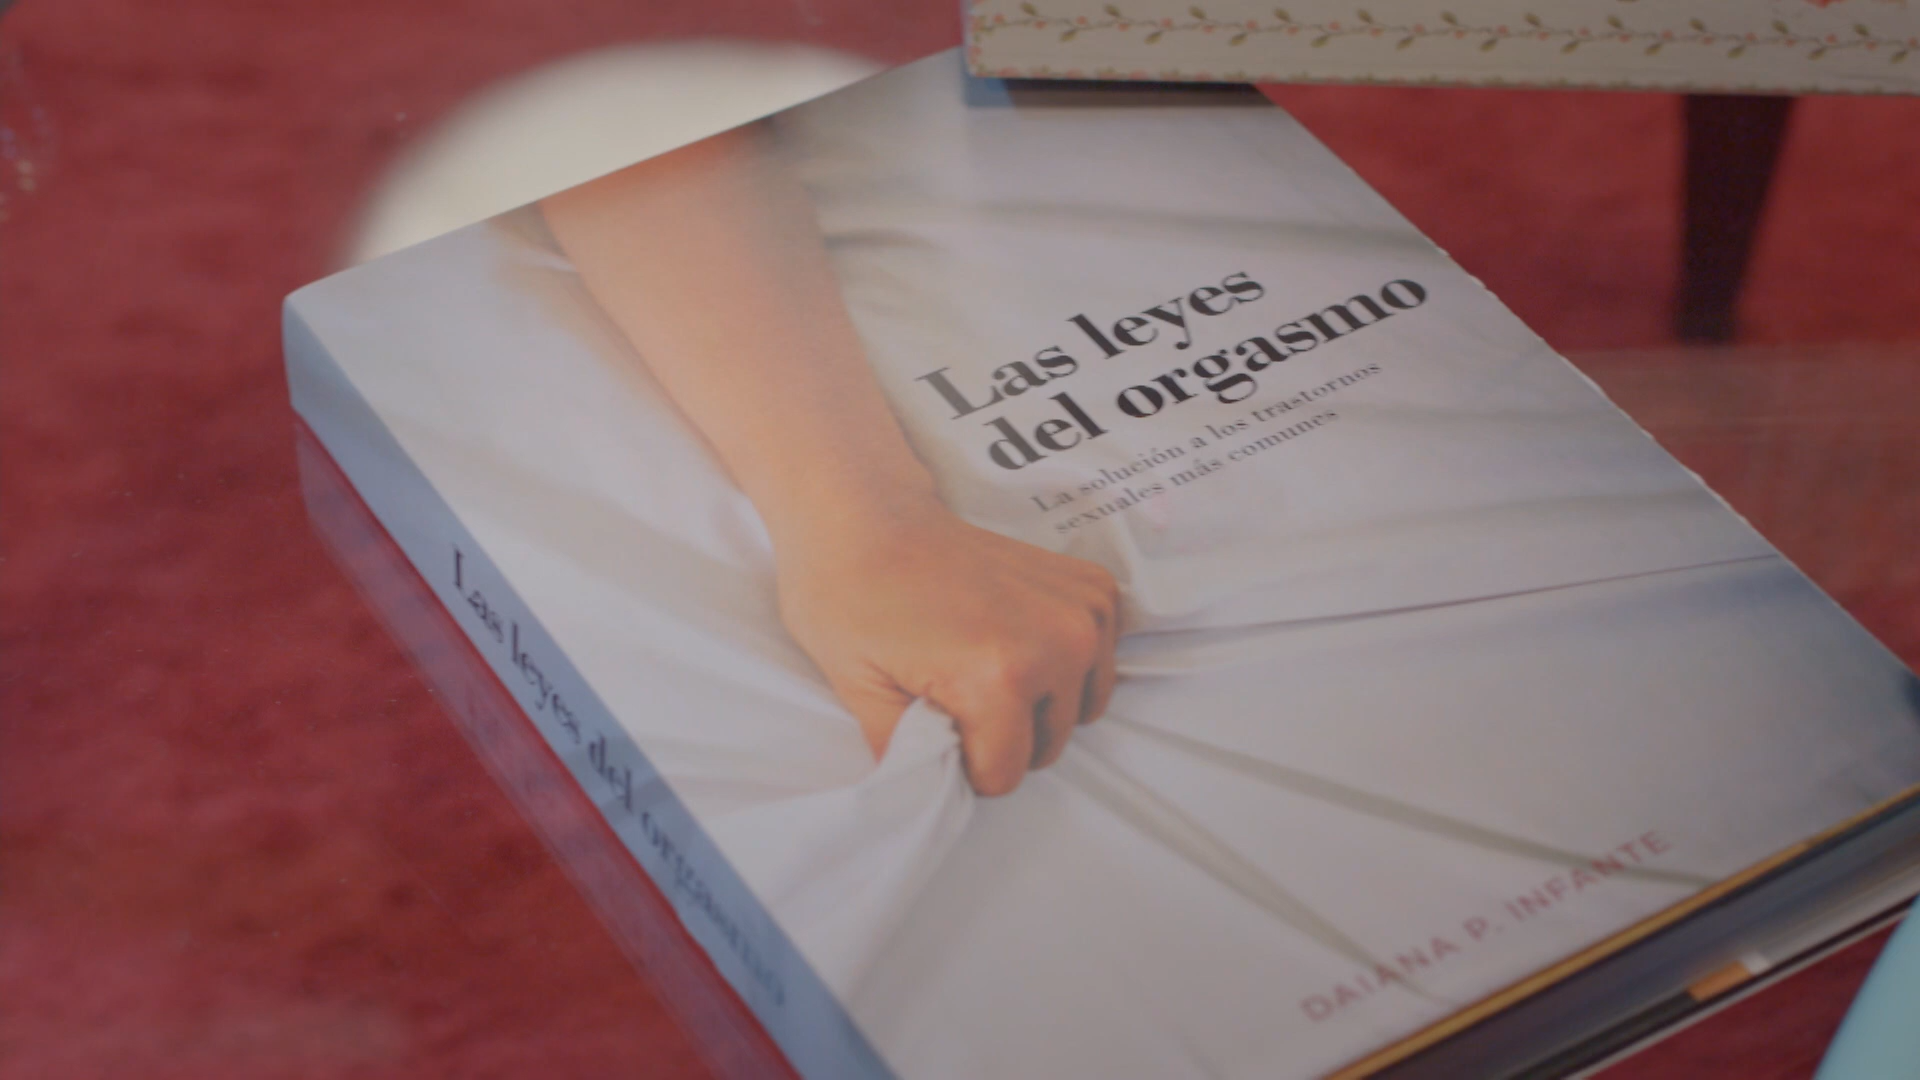 Las leyes
del orgasmo
La solución a los trastornos
sexuales más comunes
DAIANA P. INFANTE
Las leyes del orgasmo